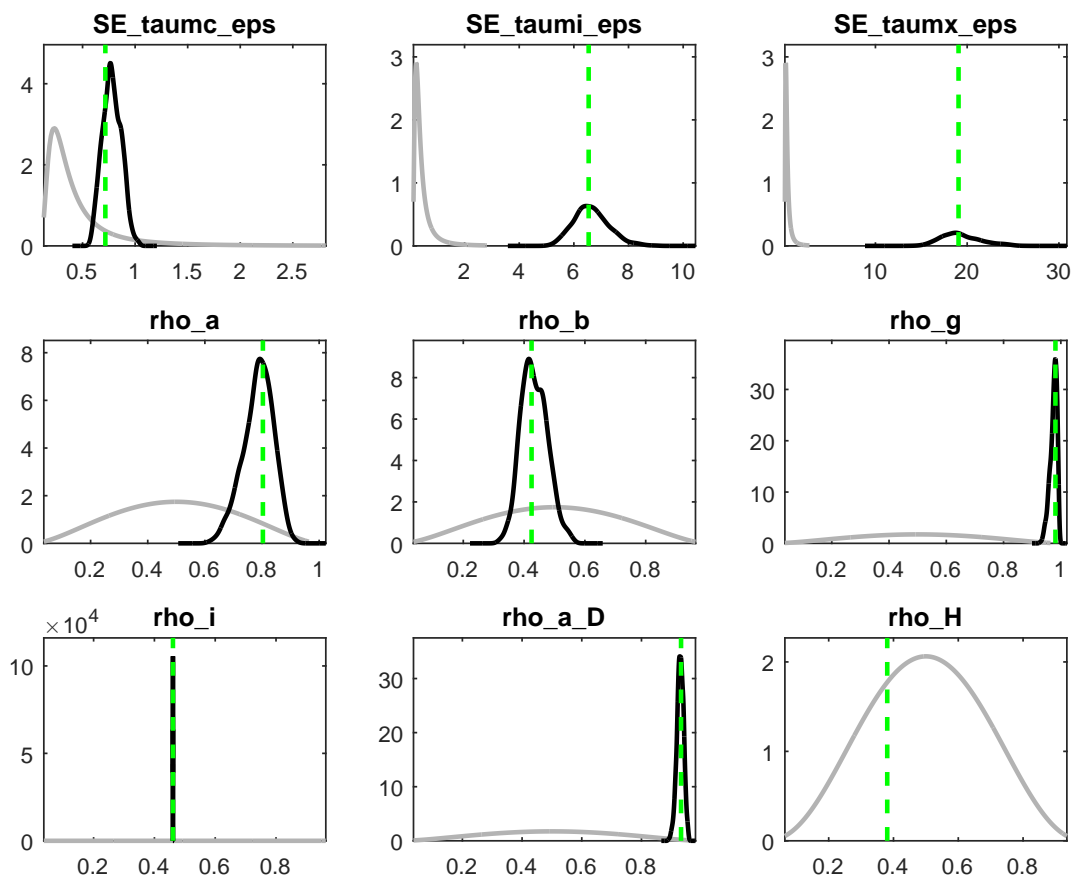 SE_taumc_eps SE_taumi_eps SE_taumx_eps
4 3 3
2 2 2
1 1
0 0 0
0.5 1 1.5 2 2.5 2 4 6 8 10 10 20 30
rho_a rho_b rho_g
8 8 30
6 6 20
4 4
2 2 10
0 0 0
0.2 0.4 0.6 0.8 1 0.2 0.4 0.6 0.8 0.2 0.4 0.6 0.8 1
×10⁴ rho_i rho_a_D rho_H
10 30 2
5 20 1
10
0 0 0
0.2 0.4 0.6 0.8 0.2 0.4 0.6 0.8 0.2 0.4 0.6 0.8